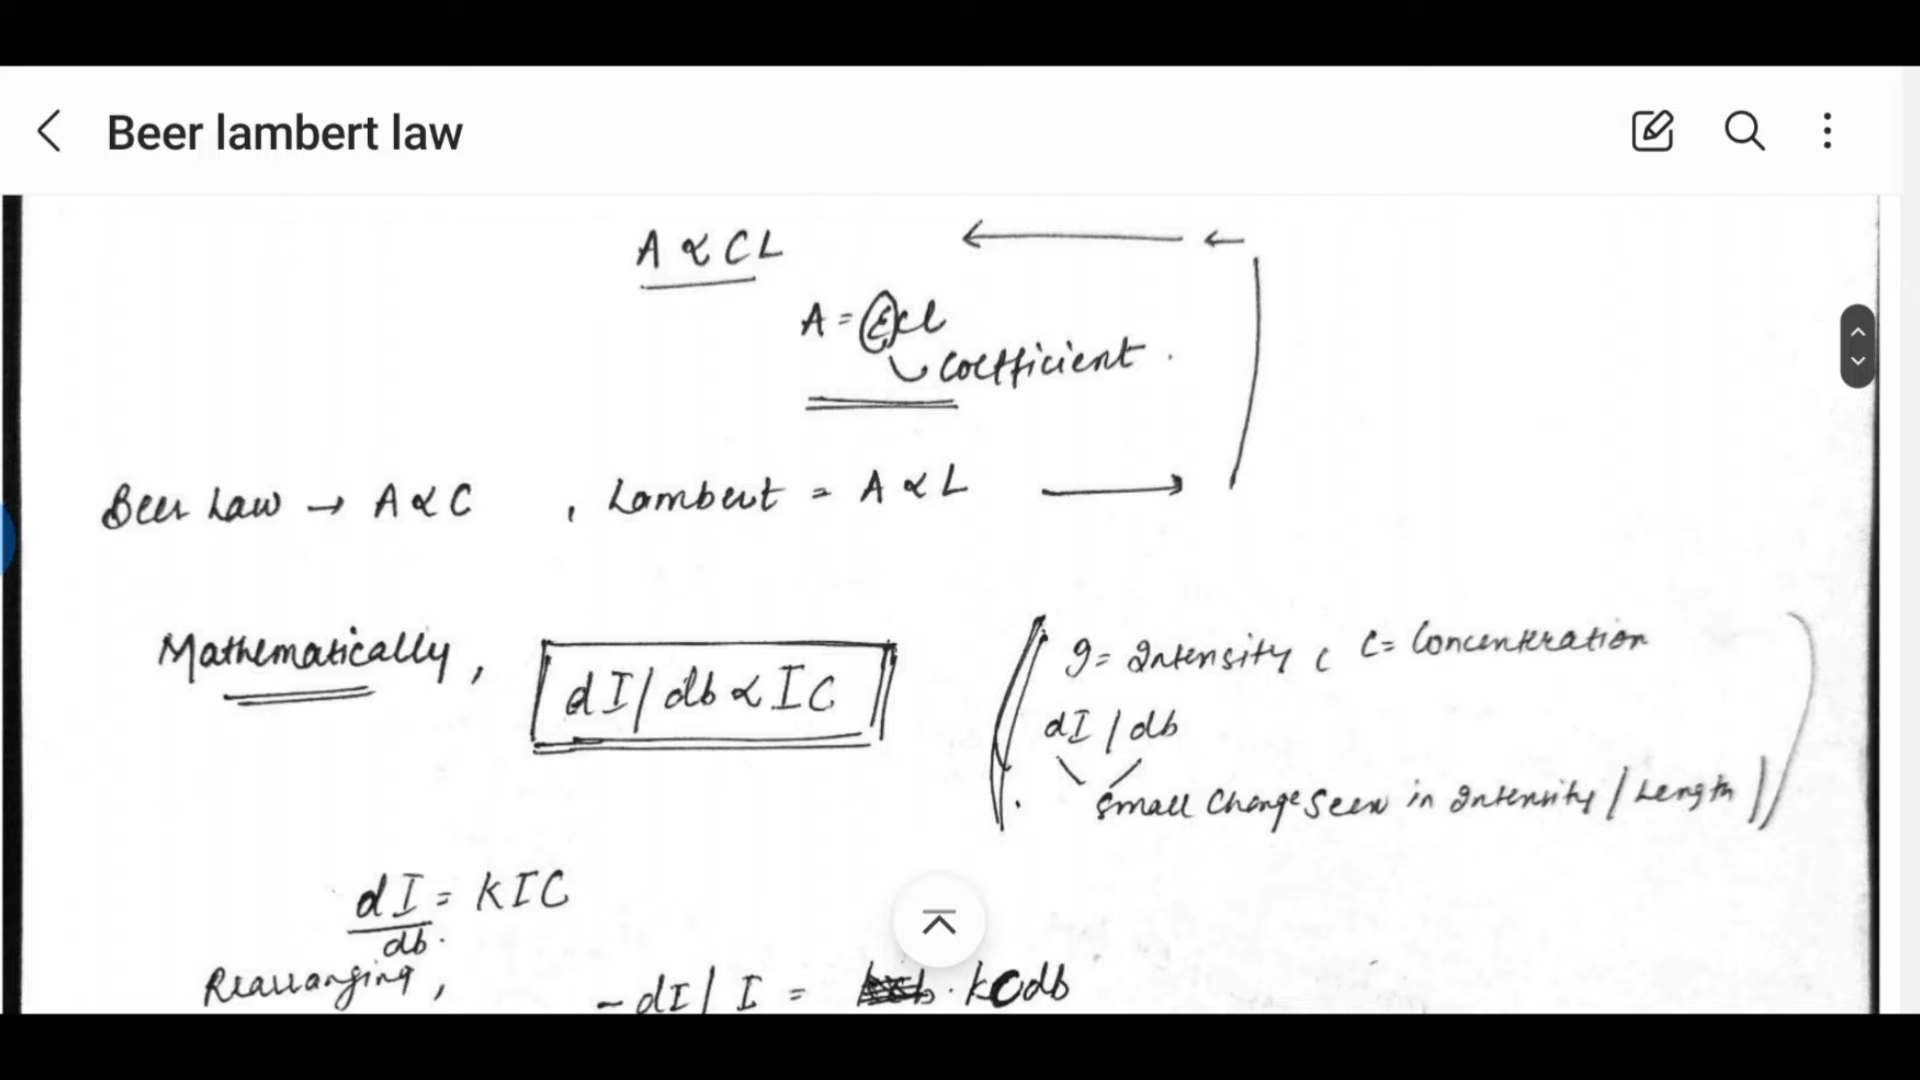 Beer lambert law
A ∝ CL
A = εcl
coefficient.
Beer Law → A ∝ C , Lambert = A ∝ L
Mathematically, dI / db ∝ IC
I = Intensity, C = Concentration
dI / db
Small Change Seen in Intensity / Length
dI/db = kIC
Rearranging, - dI / I = kCdb